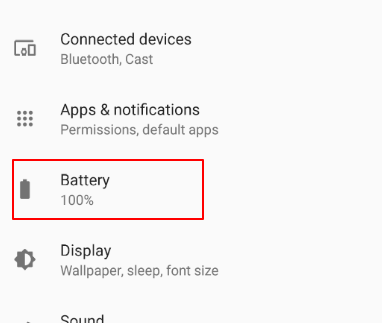 Connected devices
Bluetooth, Cast
Apps & notifications
Permissions, default apps
Battery
100%
Display
Wallpaper, sleep, font size
Sound